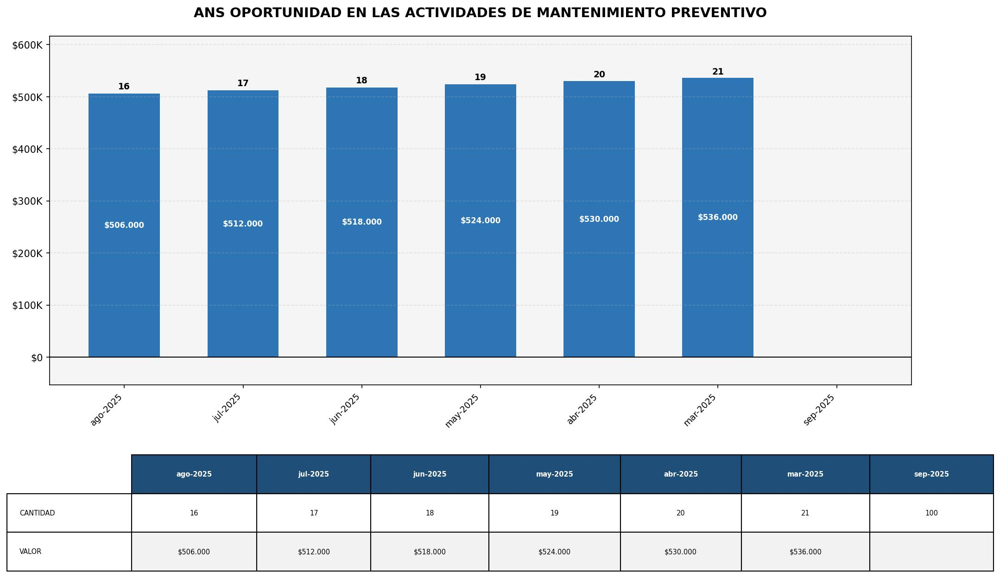 ANS OPORTUNIDAD EN LAS ACTIVIDADES DE MANTENIMIENTO PREVENTIVO
$600K
$500K
$400K
$300K
$200K
$100K
$0
16 17 18 19 20 21
$506.000 $512.000 $518.000 $524.000 $530.000 $536.000
ago-2025 jul-2025 jun-2025 may-2025 abr-2025 mar-2025 sep-2025
ago-2025 jul-2025 jun-2025 may-2025 abr-2025 mar-2025 sep-2025
CANTIDAD 16 17 18 19 20 21 100
VALOR $506.000 $512.000 $518.000 $524.000 $530.000 $536.000